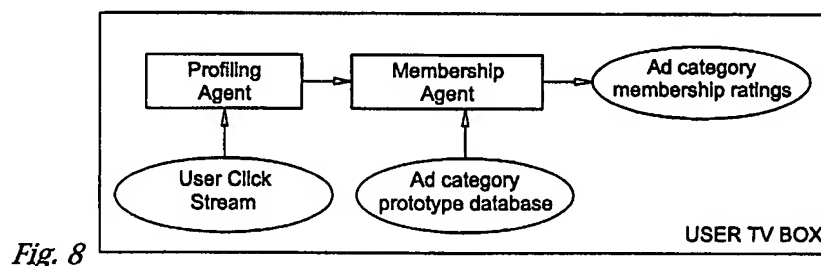 Profiling
Agent
Membership
Agent
Ad category
membership ratings
User Click
Stream
Ad category
prototype database
USER TV BOX
Fig. 8